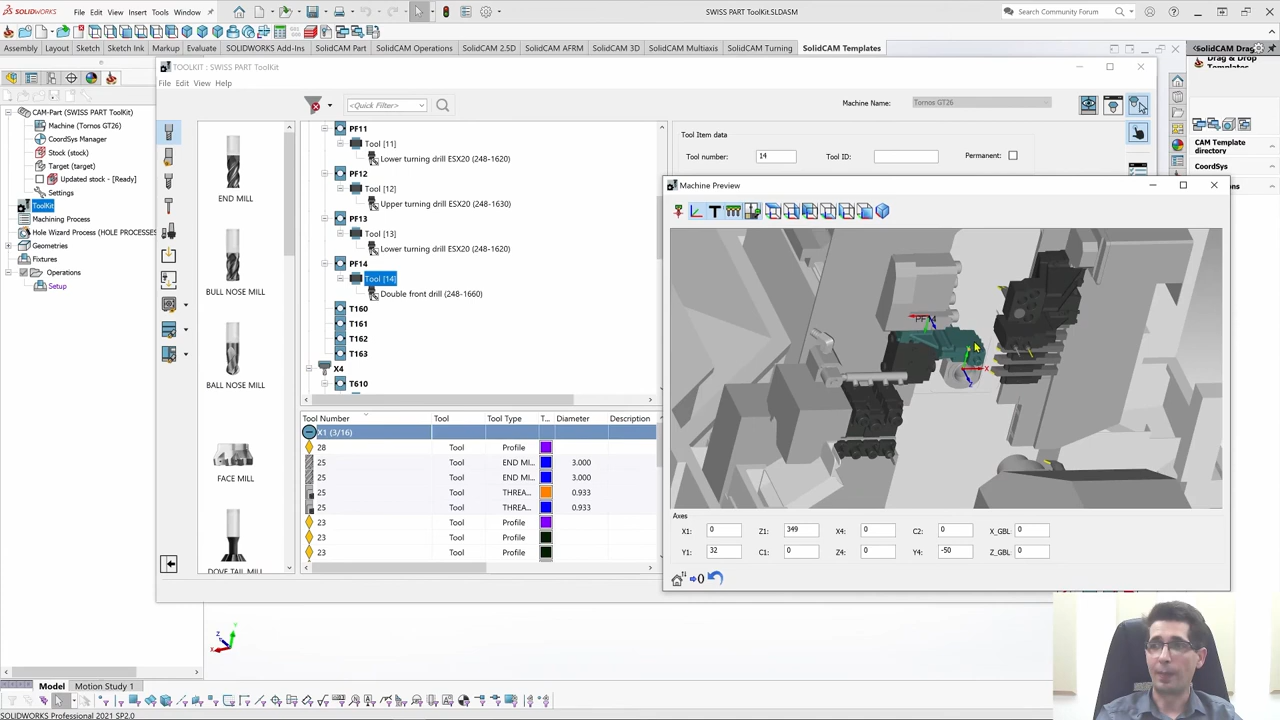 SOLIDWORKS File Edit View Insert Tools Window SWISS PART.SLDASM Search Community Forum
Supplement Layout Sketch Sketch Ink Markup Evaluate SOLIDWORKS Add-Ins SolidCAM Part SolidCAM Operations SolidCAM 2.5D SolidCAM AFRM SolidCAM 3D SolidCAM Multiaxis SolidCAM Turning SolidCAM Templates
<SolidCAM Drag
Drag & Drop
TOOLKIT : SWISS PART ToolKit
File Edit View Help
<Quick Filter>
Machine Name: Tornos GT26
CAM-Part (SWISS PART ToolKit)
Machine (Tornos GT26)
CoordSys Manager
Stock (stock)
Target (target)
Updated stock - [Ready]
Settings
ToolKit
Machining Process
Hole Wizard Process (HOLE PROCESSES
Geometries
Fixtures
Operations
Setup
END MILL
BULL NOSE MILL
BALL NOSE MILL
FACE MILL
DOVE TAIL MILL
PF11
Tool [11]
Lower turning drill ESX20 (248-1620)
PF12
Tool [12]
Upper turning drill ESX20 (248-1630)
PF13
Tool [13]
Lower turning drill ESX20 (248-1620)
PF14
Tool [14]
Double front drill (248-1660)
T160
T161
T162
T163
X4
T610
Tool Item data
Tool number: 14 Tool ID: Permanent:
CAM Template
directory
CoordSys
Machine Preview
X
Z
Tool Number Tool Tool Type T... Diameter Description
X1 (3/16)
28 Tool Profile
25 Tool END MI... 3.000
25 Tool END MI... 3.000
25 Tool THREA... 0.933
25 Tool THREA... 0.933
23 Tool Profile
23 Tool Profile
23 Tool Profile
Axes
X1: 0 Z1: 349 X4: 0 C2: 0 X_GBL 0
Y1: 32 C1: 0 Z4: 0 Y4: -50 Z_GBL 0
Model Motion Study 1
SOLIDWORKS Professional 2021 SP2.0